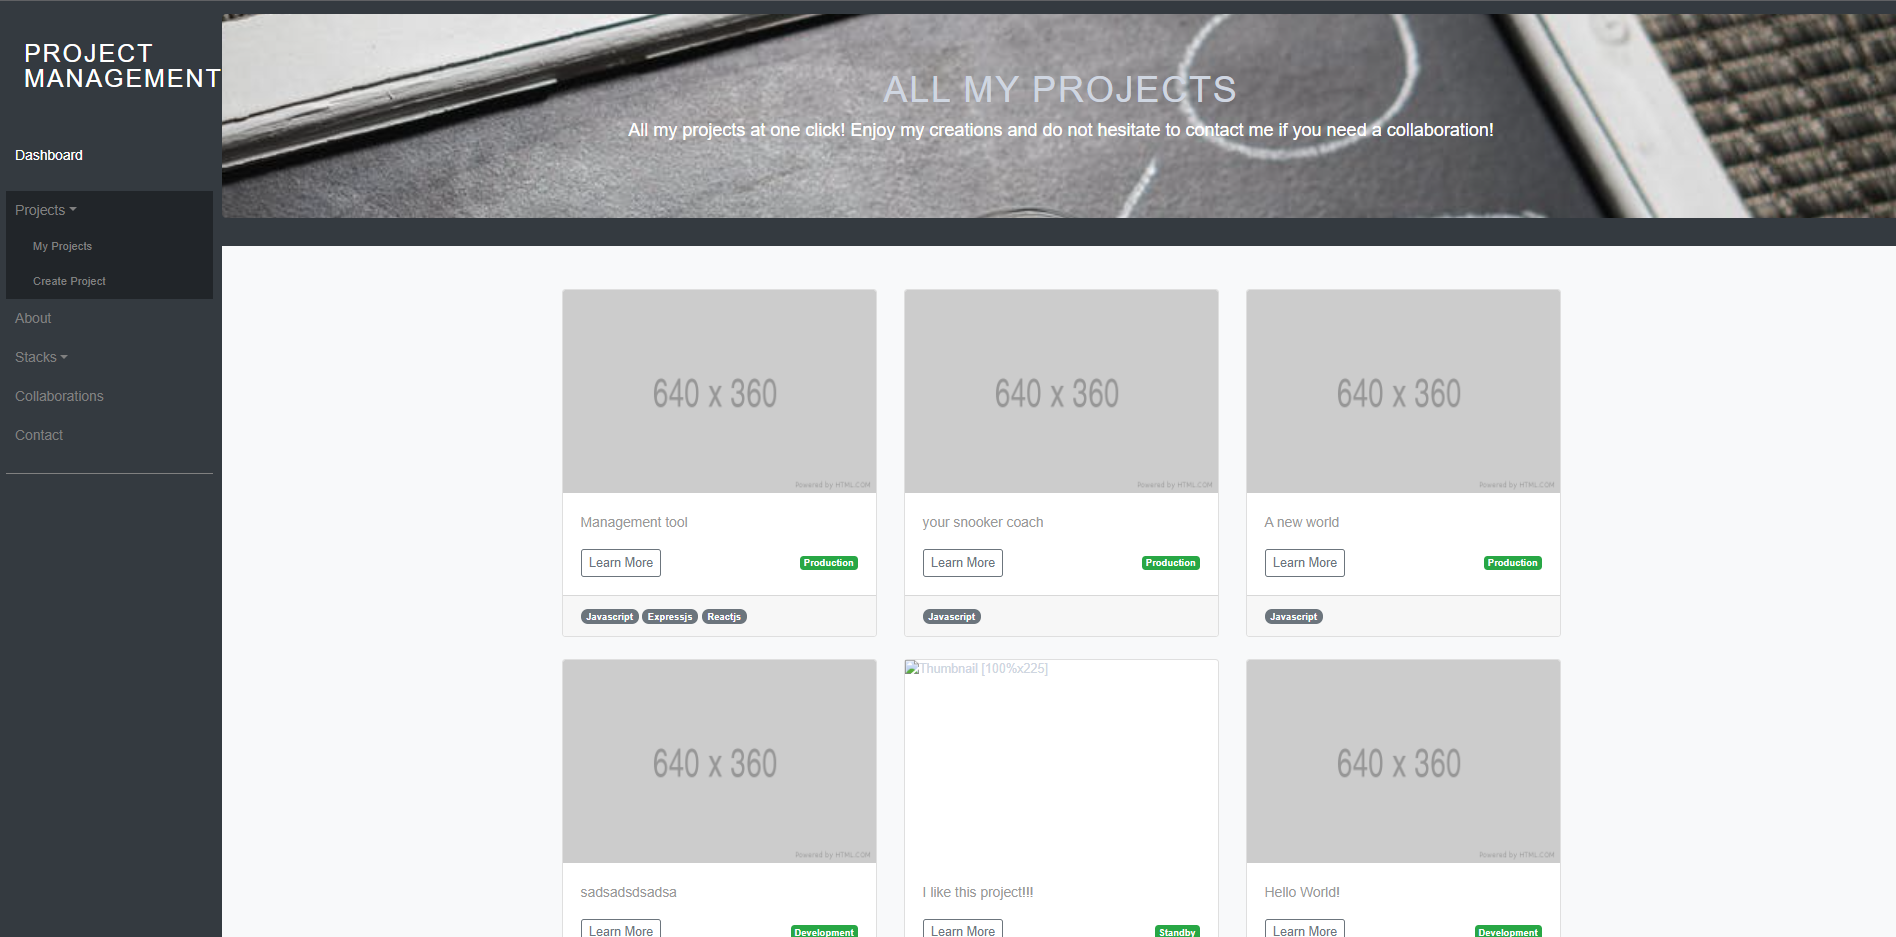 PROJECT
MANAGEMENT
Dashboard
Projects
My Projects
Create Project
About
Stacks
Collaborations
Contact
ALL MY PROJECTS
All my projects at one click! Enjoy my creations and do not hesitate to contact me if you need a collaboration!
640 x 360
Powered by HTML.COM
Management tool
Learn More
Production
Javascript Expressjs Reactjs
640 x 360
Powered by HTML.COM
your snooker coach
Learn More
Production
Javascript
640 x 360
Powered by HTML.COM
A new world
Learn More
Production
Javascript
640 x 360
Powered by HTML.COM
sadsadsdsadsa
Learn More
Development
Thumbnail [100%x225]
I like this project!!!
Learn More
Standby
640 x 360
Powered by HTML.COM
Hello World!
Learn More
Development